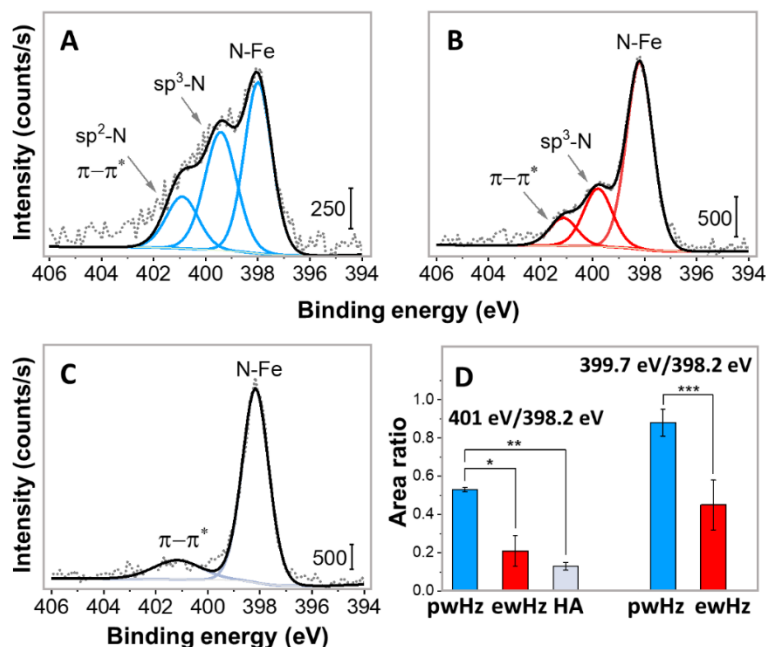 A
N-Fe
sp³-N
sp²-N
π–π*
250
Intensity (counts/s)
406 404 402 400 398 396 394
B
N-Fe
sp³-N
π–π*
500
Intensity (counts/s)
406 404 402 400 398 396 394
Binding energy (eV)
C
N-Fe
π–π*
500
Intensity (counts/s)
406 404 402 400 398 396 394
Binding energy (eV)
D
399.7 eV/398.2 eV
***
401 eV/398.2 eV
**
*
Area ratio
1.0
0.8
0.6
0.4
0.2
0.0
pwHz ewHz HA pwHz ewHz